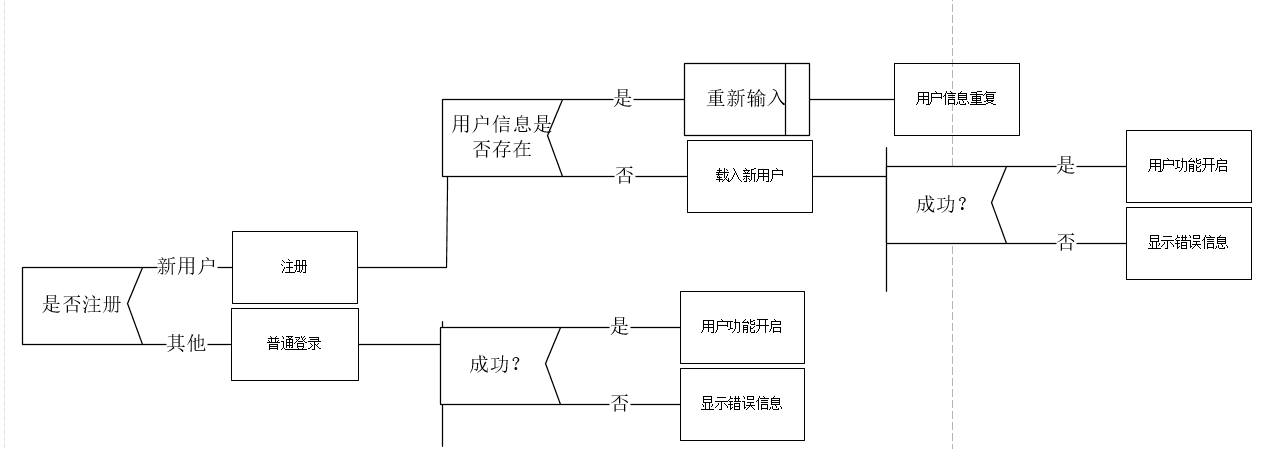 是
重新输入
用户信息重复
用户信息是
否存在
否
载入新用户
是
用户功能开启
成功？
否
显示错误信息
新用户
注册
是否注册
其他
普通登录
是
用户功能开启
成功？
否
显示错误信息